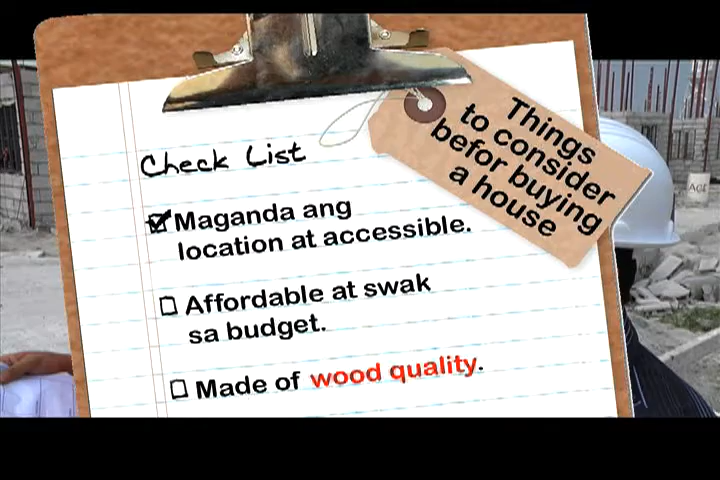 Things
to consider
befor buying
a house
Check List
Maganda ang
location at accessible.
Affordable at swak
sa budget.
Made of wood quality.